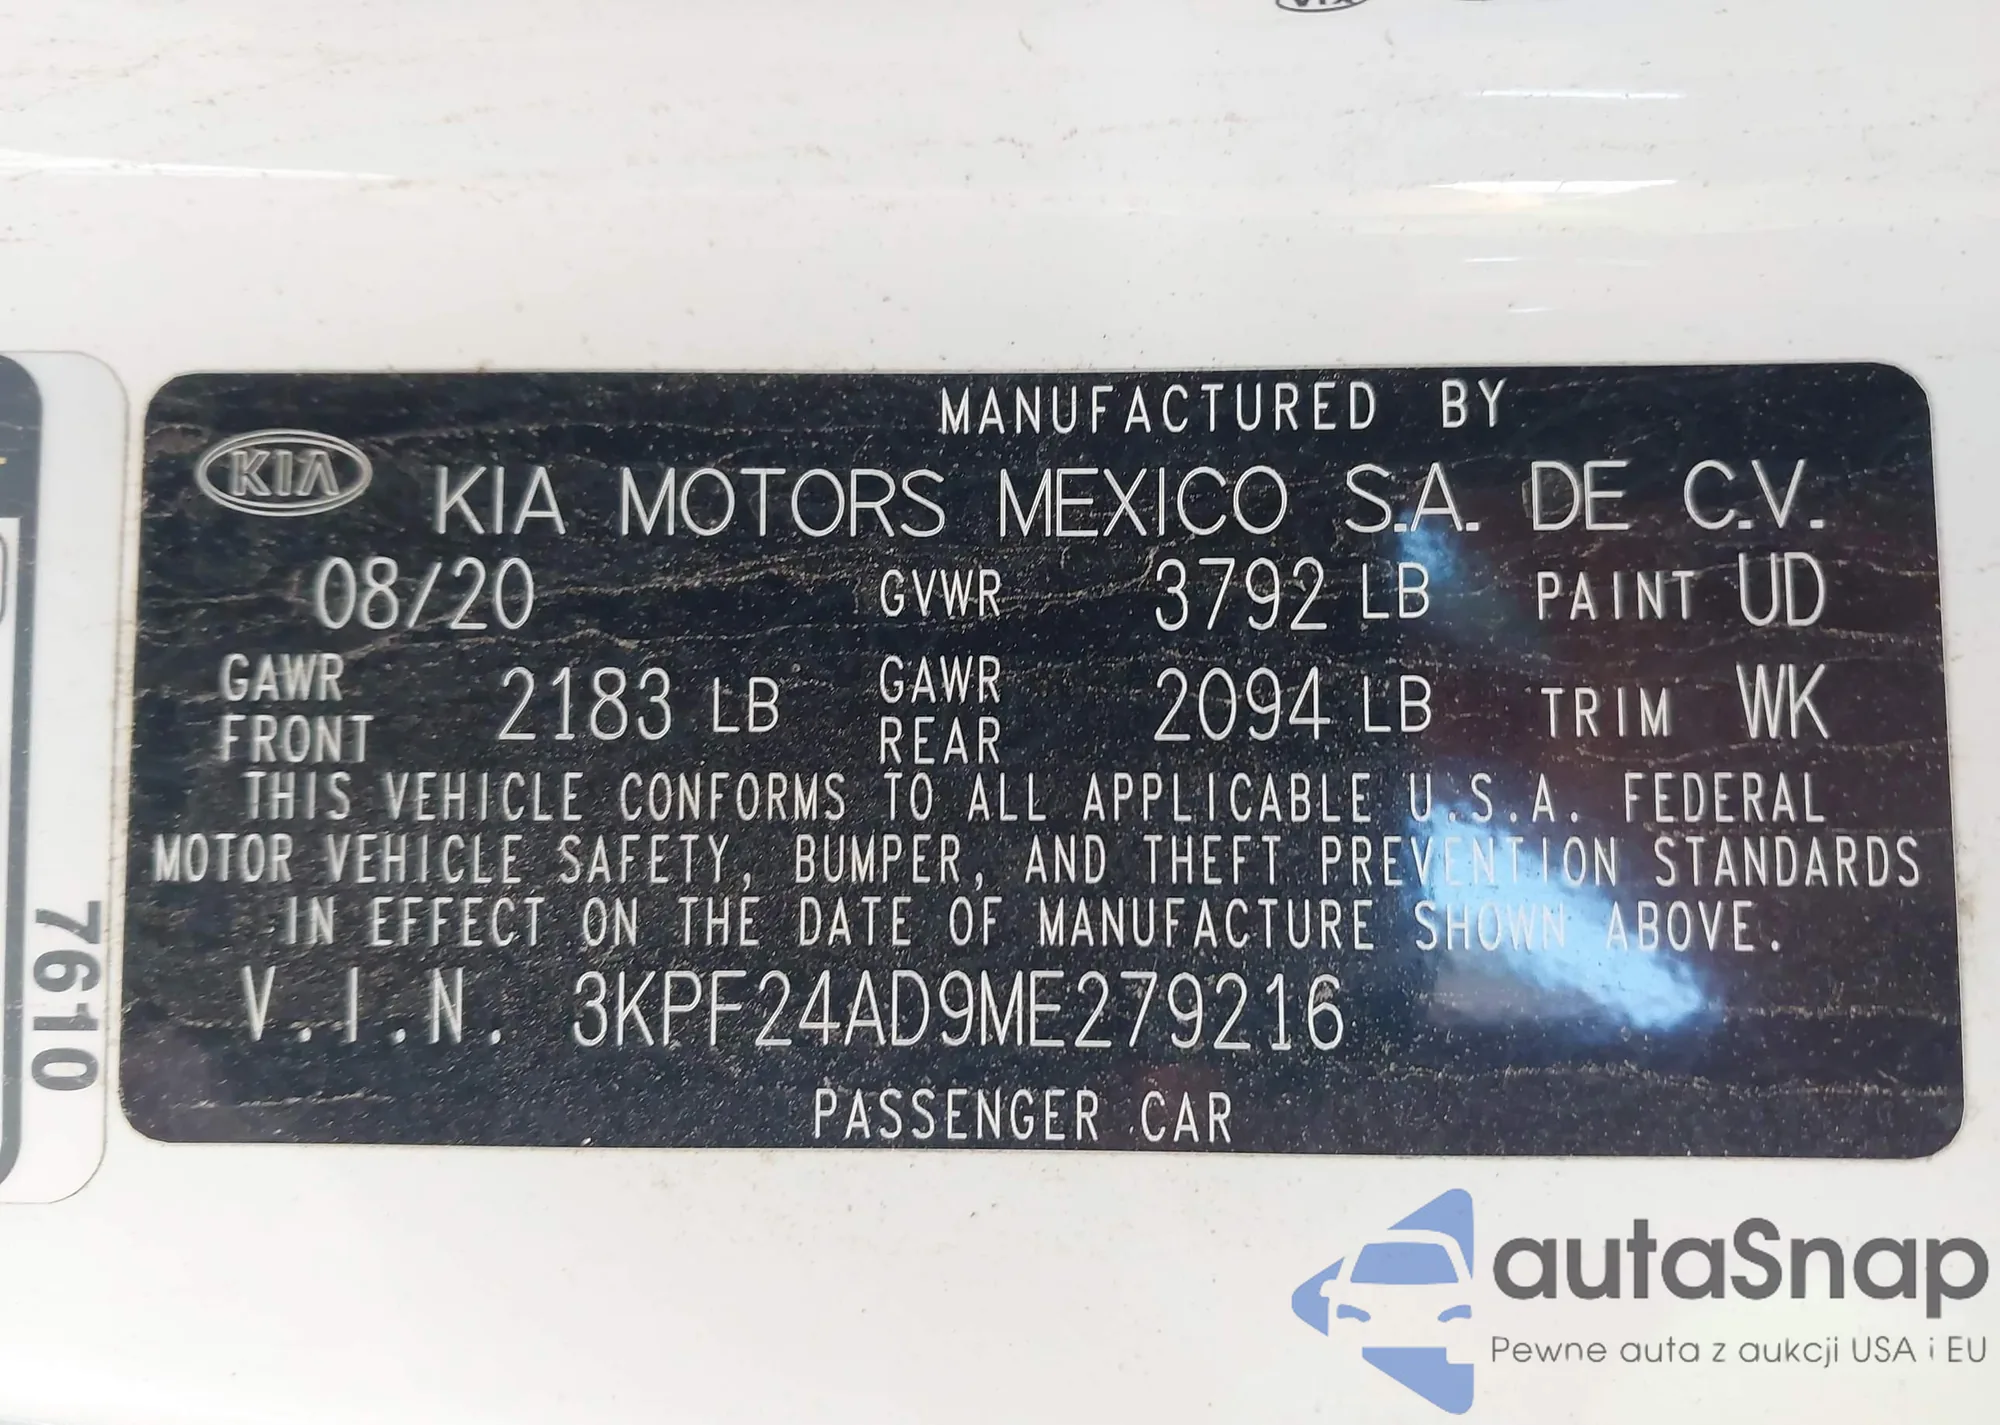 KIA
MANUFACTURED BY
KIA KIA MOTORS MEXICO S.A. DE C.V.
08/20 GVWR 3792 LB PAINT UD
GAWR FRONT 2183 LB GAWR REAR 2094 LB TRIM WK
THIS VEHICLE CONFORMS TO ALL APPLICABLE U.S.A. FEDERAL
MOTOR VEHICLE SAFETY, BUMPER, AND THEFT PREVENTION STANDARDS
IN EFFECT ON THE DATE OF MANUFACTURE SHOWN ABOVE.
V.I.N. 3KPF24AD9ME279216
PASSENGER CAR
7610
autaSnap
Pewne auta z aukcji USA i EU